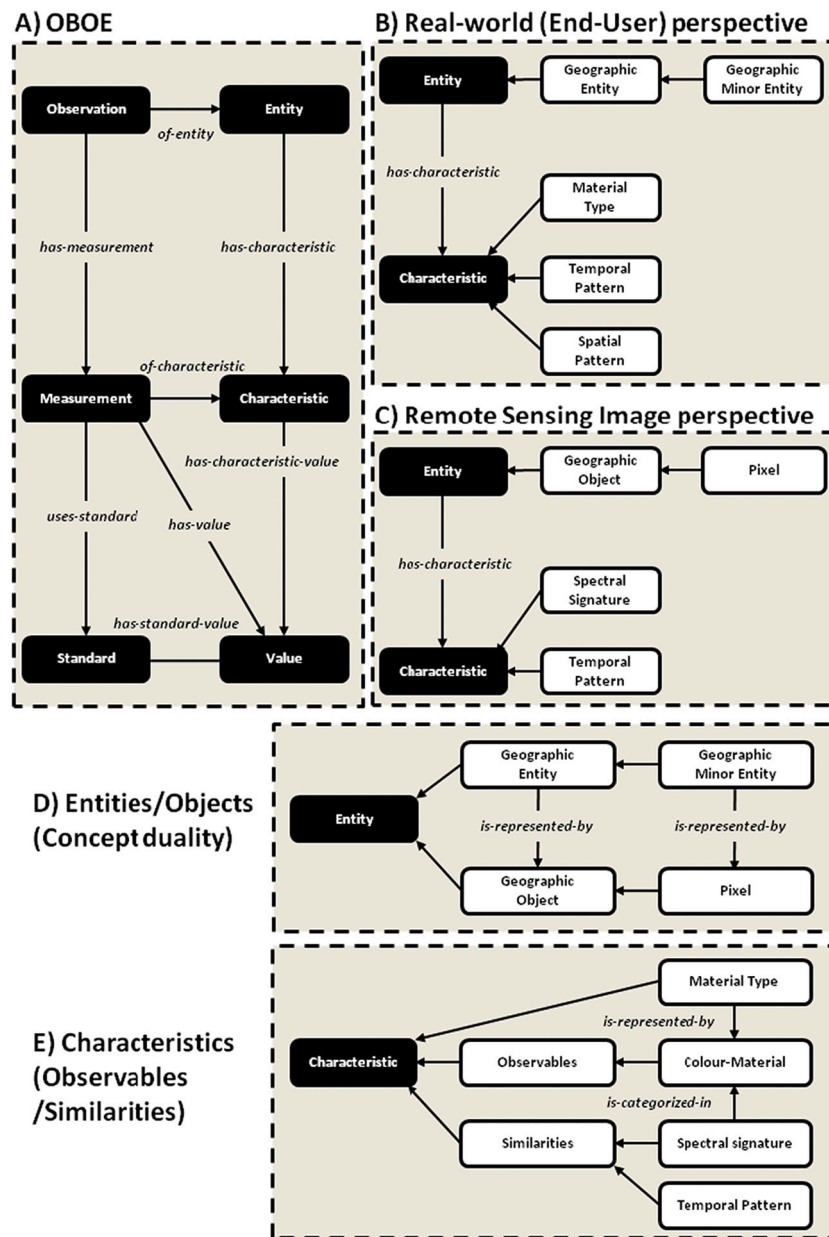 A) OBOE
Observation
Entity
of-entity
has-measurement
has-characteristic
of-characteristic
Measurement
Characteristic
has-characteristic-value
uses-standard
has-value
has-standard-value
Standard
Value
B) Real-world (End-User) perspective
Entity
Geographic
Entity
Geographic
Minor Entity
has-characteristic
Material
Type
Characteristic
Temporal
Pattern
Spatial
Pattern
C) Remote Sensing Image perspective
Entity
Geographic
Object
Pixel
has-characteristic
Spectral
Signature
Characteristic
Temporal
Pattern
D) Entities/Objects
(Concept duality)
Entity
Geographic
Entity
Geographic
Minor Entity
is-represented-by
is-represented-by
Geographic
Object
Pixel
E) Characteristics
(Observables
/Similarities)
Material Type
is-represented-by
Characteristic
Observables
Colour-Material
is-categorized-in
Similarities
Spectral signature
Temporal Pattern